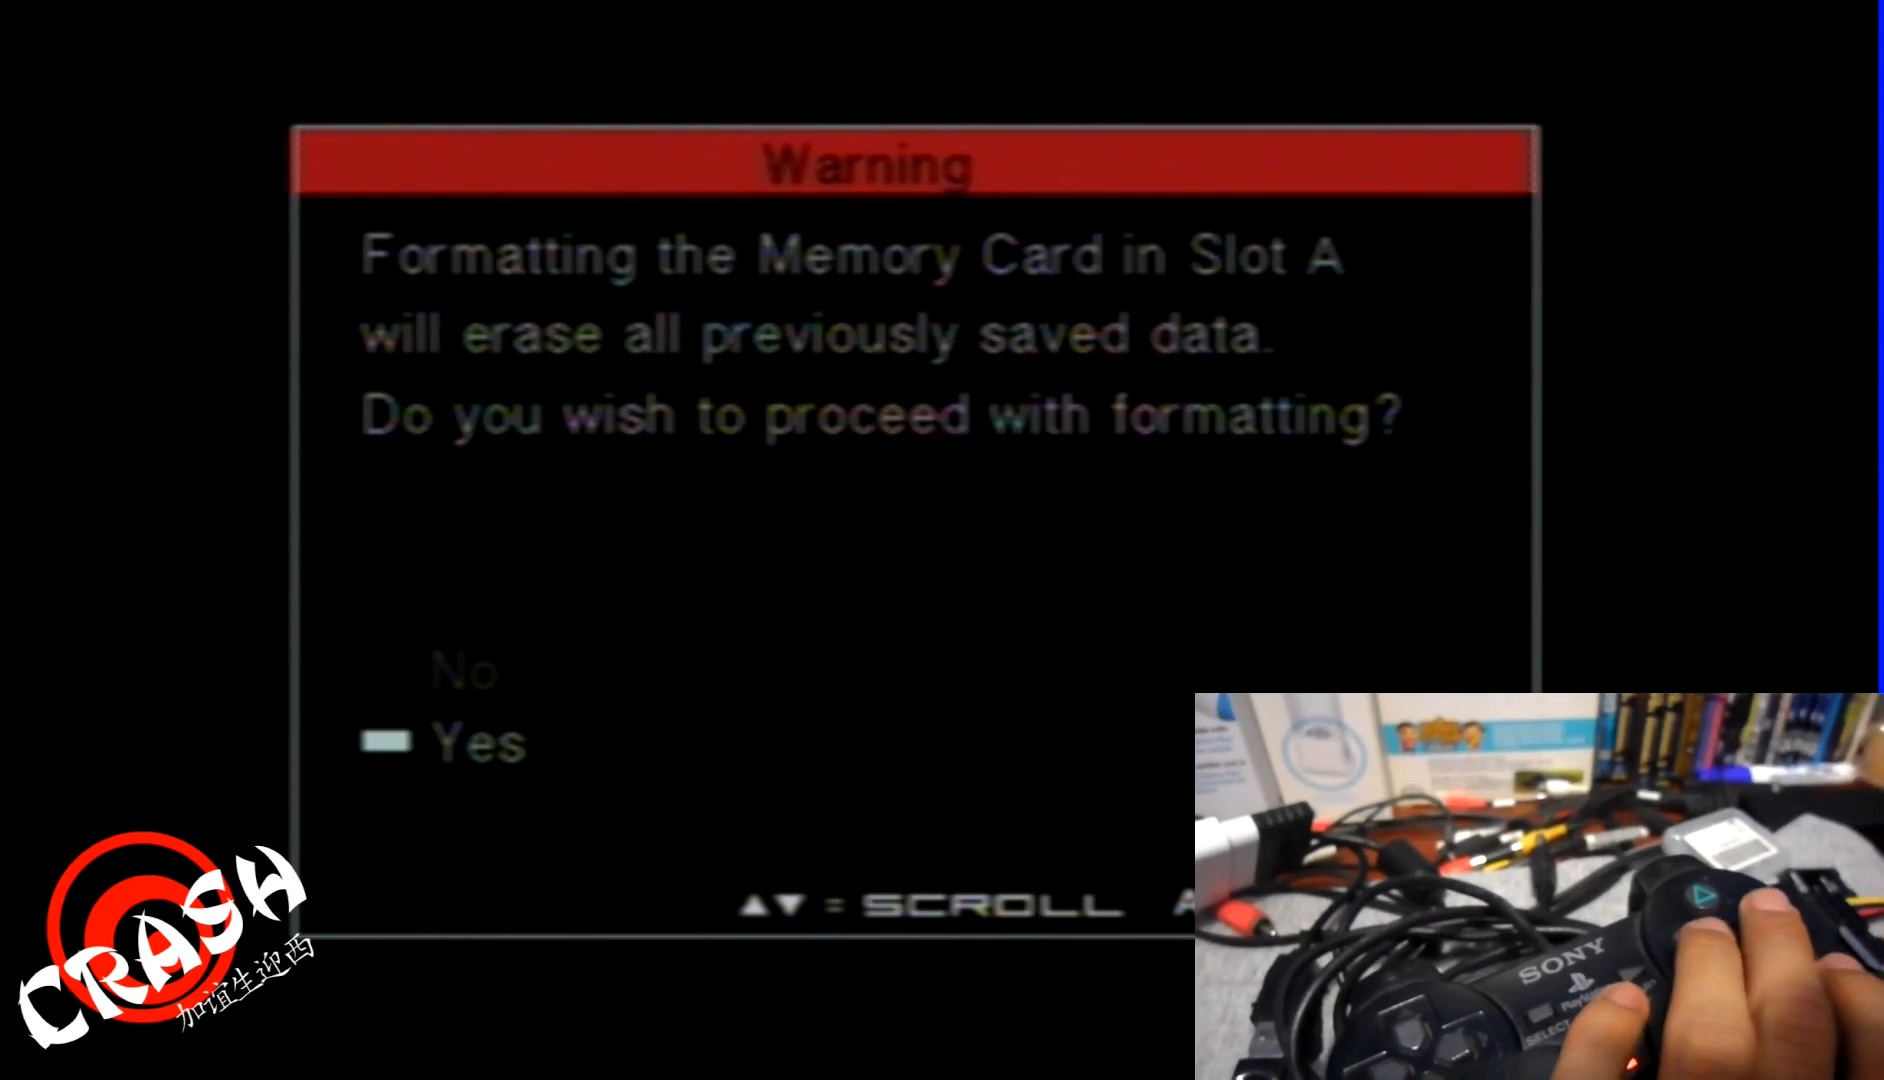 Warning
Formatting the Memory Card in Slot A
will erase all previously saved data.
Do you wish to proceed with formatting?
No
Yes
▲▼ = SCROLL A
CRASH
加谊生迎西
SONY
SELECT